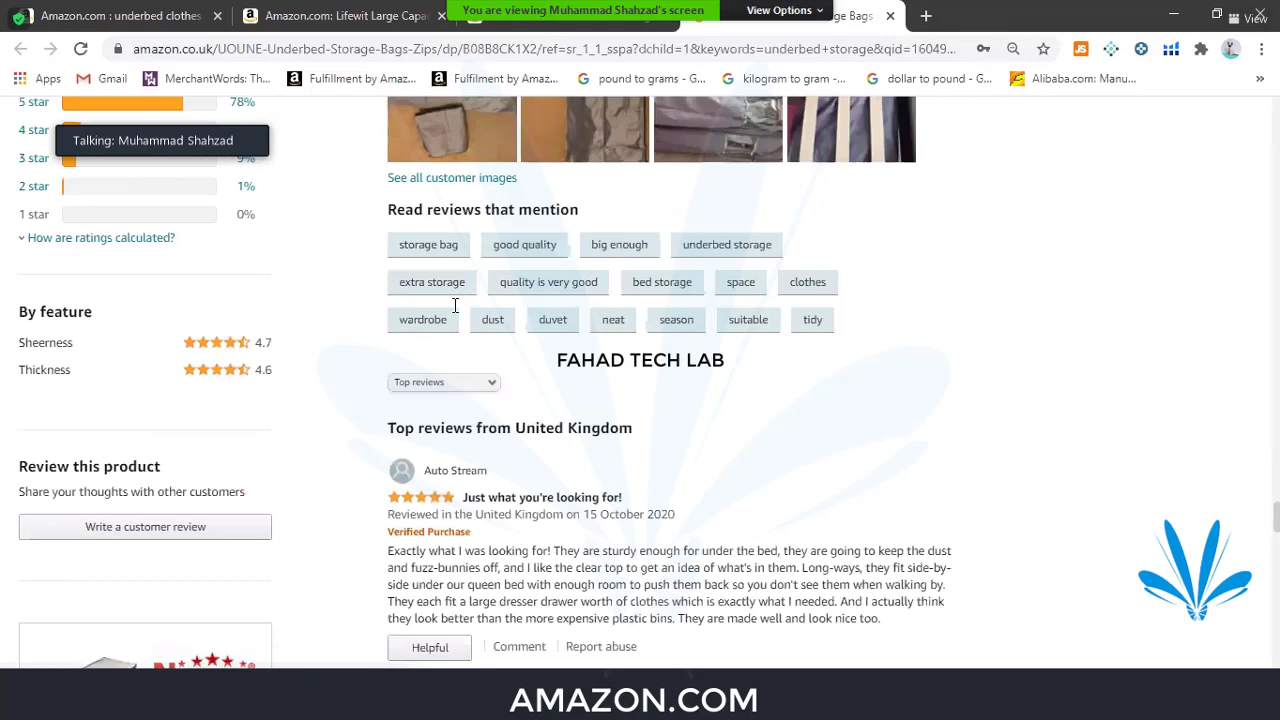 Amazon.com : underbed clothes
Amazon.com: Lifewit Large Capa
You are viewing Muhammad Shahzad's screen
View Options
ge Bags
View
amazon.co.uk/UOUNE-Underbed-Storage-Bags-Zips/dp/B08B8CK1X2/ref=sr_1_1_sspa?dchild=1&keywords=underbed+storage&qid=16049...
Apps
Gmail
MerchantWords: Th...
Fulfillment by Amaz...
Fulfilment by Amaz...
pound to grams - G...
kilogram to gram -...
dollar to pound - G...
Alibaba.com: Manu...
»
5 star
78%
4 star
Talking: Muhammad Shahzad
3 star
9%
2 star
1%
1 star
0%
How are ratings calculated?
By feature
Sheerness
4.7
Thickness
4.6
Review this product
Share your thoughts with other customers
Write a customer review
See all customer images
Read reviews that mention
storage bag
good quality
big enough
underbed storage
extra storage
quality is very good
bed storage
space
clothes
wardrobe
dust
duvet
neat
season
suitable
tidy
FAHAD TECH LAB
Top reviews
Top reviews from United Kingdom
Auto Stream
Just what you're looking for!
Reviewed in the United Kingdom on 15 October 2020
Verified Purchase
Exactly what I was looking for! They are sturdy enough for under the bed, they are going to keep the dust
and fuzz-bunnies off, and I like the clear top to get an idea of what's in them. Long-ways, they fit side-by-
side under our queen bed with enough room to push them back so you don't see them when walking by.
They each fit a large dresser drawer worth of clothes which is exactly what I needed. And I actually think
they look better than the more expensive plastic bins. They are made well and look nice too.
Helpful
Comment
Report abuse
AMAZON.COM